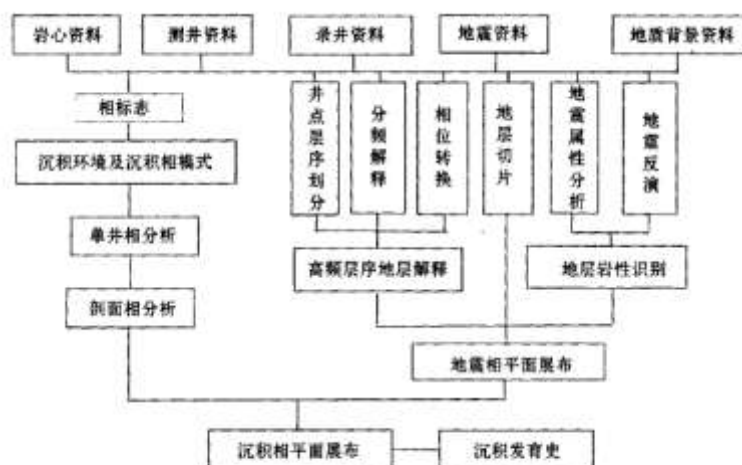 岩心资料
测井资料
录井资料
地震资料
地质背景资料
相标志
井点层序划分
分频解释
相位转换
地层切片
地震属性分析
地震反演
沉积环境及沉积相模式
单井相分析
高频层序地层解释
地层岩性识别
剖面相分析
地震相平面展布
沉积相平面展布
沉积发育史